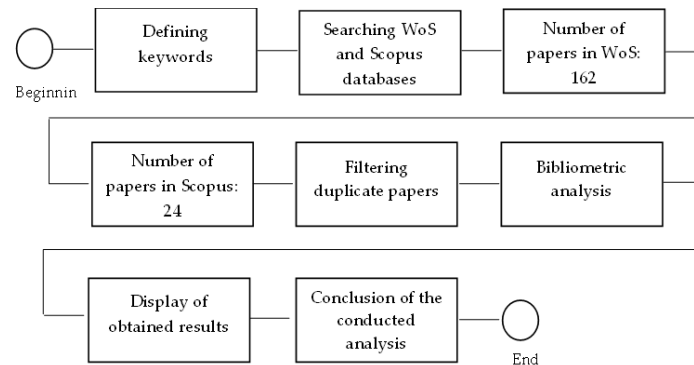 Beginnin
Defining
keywords
Searching WoS
and Scopus
databases
Number of
papers in WoS:
162
Number of
papers in Scopus:
24
Filtering
duplicate papers
Bibliometric
analysis
Display of
obtained results
Conclusion of the
conducted
analysis
End